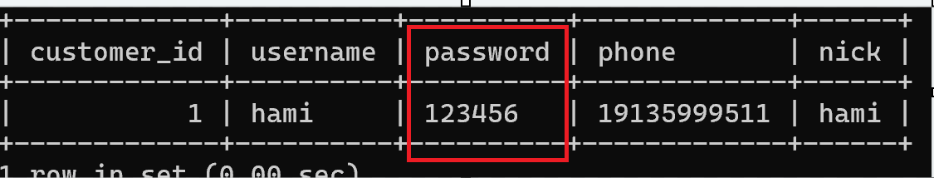 +-------------+----------+----------+-------------+------+
| customer_id | username | password | phone       | nick |
+-------------+----------+----------+-------------+------+
|           1 | hami     | 123456   | 19135999511 | hami |
+-------------+----------+----------+-------------+------+
1 row in set (0.00 sec)